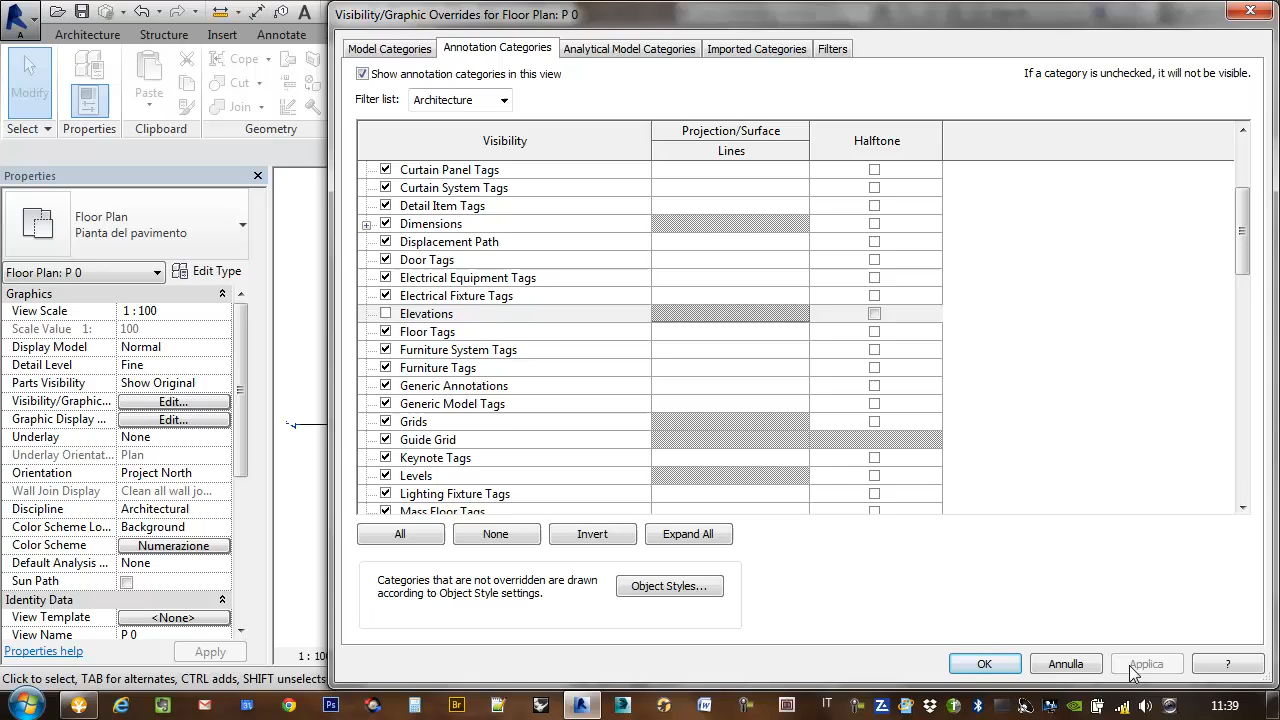 Visibility/Graphic Overrides for Floor Plan: P 0
Architecture
Structure
Insert
Annotate
Modify
Paste
Cope
Cut
Join
Select
Properties
Clipboard
Geometry
Properties
Floor Plan
Pianta del pavimento
Floor Plan: P 0
Edit Type
Graphics
View Scale 1 : 100
Scale Value 1: 100
Display Model Normal
Detail Level Fine
Parts Visibility Show Original
Visibility/Graphic... Edit...
Graphic Display ... Edit...
Underlay None
Underlay Orientat... Plan
Orientation Project North
Wall Join Display Clean all wall jo...
Discipline Architectural
Color Scheme Lo... Background
Color Scheme Numerazione
Default Analysis ... None
Sun Path
Identity Data
View Template <None>
View Name P 0
Properties help
Apply
1 : 100
Click to select, TAB for alternates, CTRL adds, SHIFT unselects
Model Categories
Annotation Categories
Analytical Model Categories
Imported Categories
Filters
Show annotation categories in this view
If a category is unchecked, it will not be visible.
Filter list: Architecture
Visibility
Projection/Surface
Lines
Halftone
Curtain Panel Tags
Curtain System Tags
Detail Item Tags
Dimensions
Displacement Path
Door Tags
Electrical Equipment Tags
Electrical Fixture Tags
Elevations
Floor Tags
Furniture System Tags
Furniture Tags
Generic Annotations
Generic Model Tags
Grids
Guide Grid
Keynote Tags
Levels
Lighting Fixture Tags
Mass Floor Tags
All
None
Invert
Expand All
Categories that are not overridden are drawn
according to Object Style settings.
Object Styles...
OK
Annulla
Applica
?
Ps
Br
IT
11:39